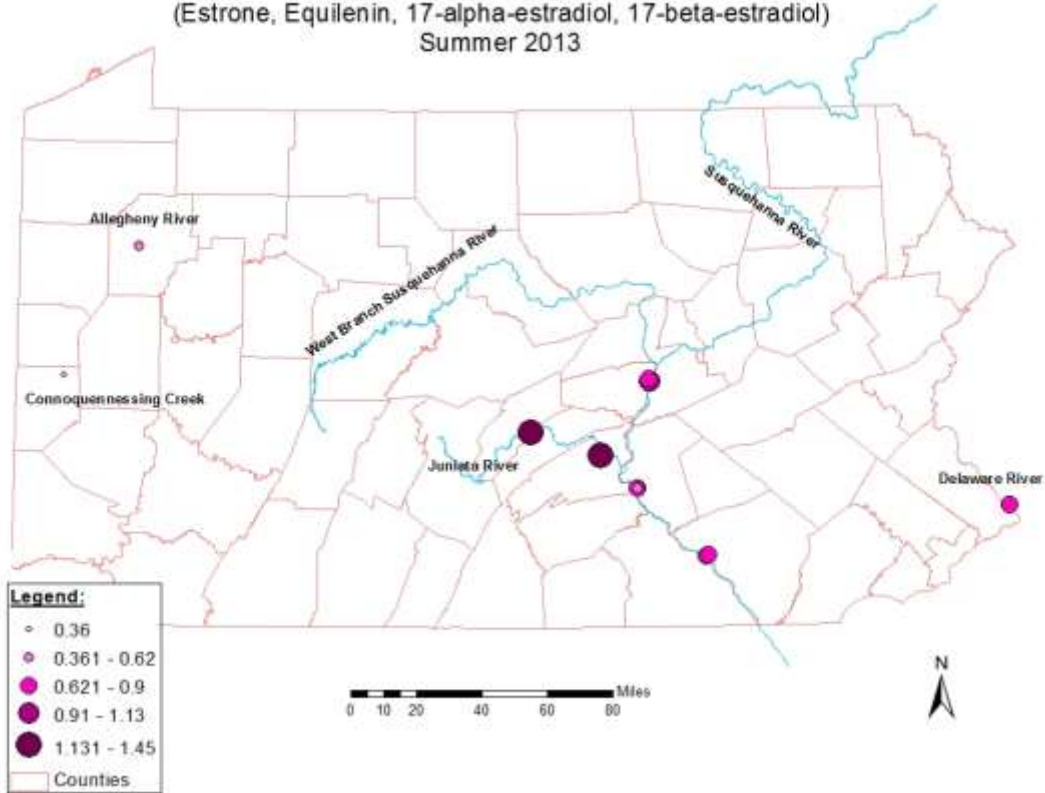 (Estrone, Equilenin, 17-alpha-estradiol, 17-beta-estradiol)
Summer 2013
Susquehanna River
Allegheny River
West Branch Susquehanna River
Connoquennessing Creek
Juniata River
Delaware River
Legend:
0.36
0.361 - 0.62
0.621 - 0.9
0.91 - 1.13
1.131 - 1.45
Counties
N
Miles
0 10 20 40 60 80